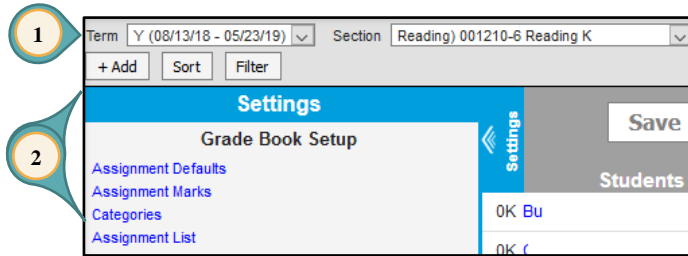 1
Term Y (08/13/18 - 05/23/19) Section Reading) 001210-6 Reading K
+ Add Sort Filter
2
Settings
Grade Book Setup
Assignment Defaults
Assignment Marks
Categories
Assignment List
Settings
Save
Students
0K Bu
0K